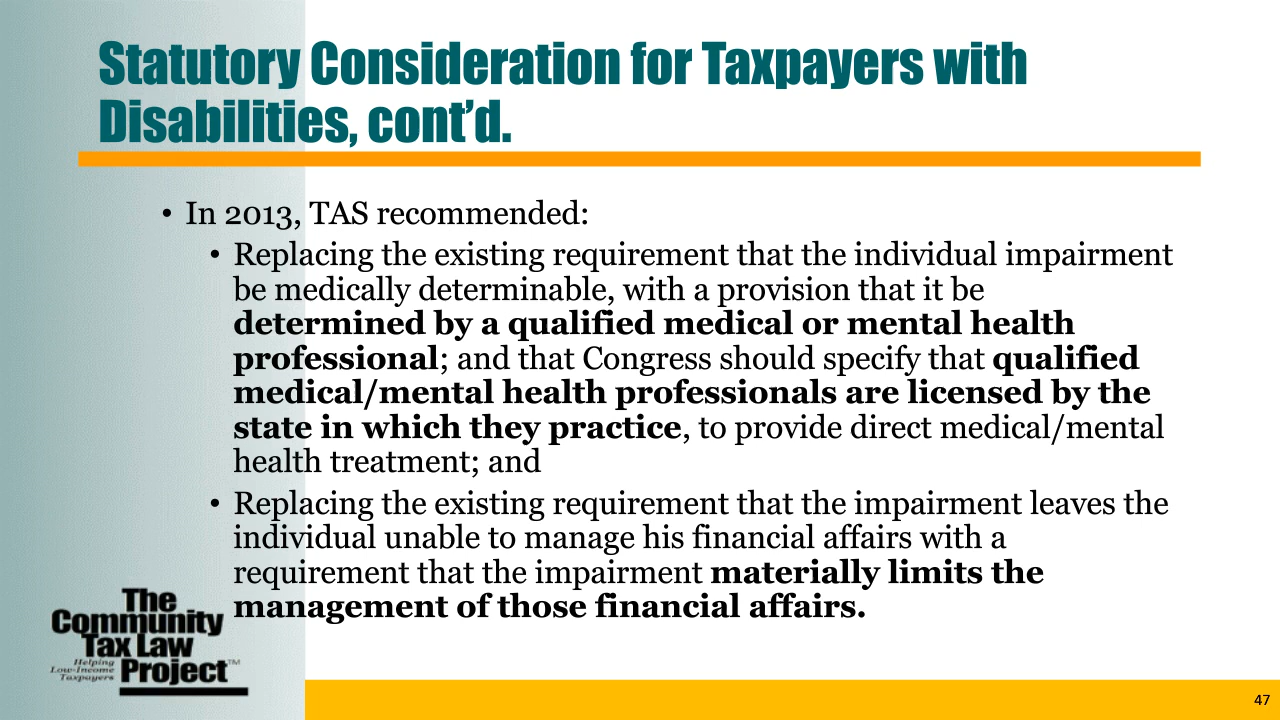 Statutory Consideration for Taxpayers with
Disabilities, cont’d.
• In 2013, TAS recommended:
• Replacing the existing requirement that the individual impairment
be medically determinable, with a provision that it be
determined by a qualified medical or mental health
professional; and that Congress should specify that qualified
medical/mental health professionals are licensed by the
state in which they practice, to provide direct medical/mental
health treatment; and
• Replacing the existing requirement that the impairment leaves the
individual unable to manage his financial affairs with a
requirement that the impairment materially limits the
management of those financial affairs.
The
Community
Tax Law
Project™
Helping
Low-Income
Taxpayers
47